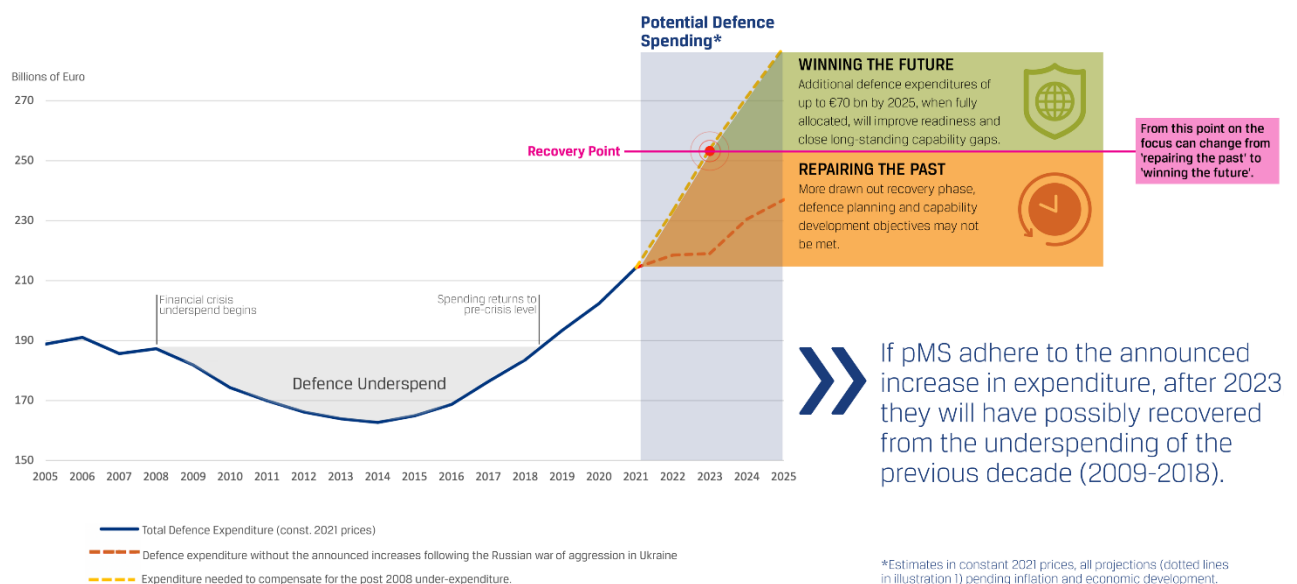 Potential Defence
Spending*
Billions of Euro
270
250
230
210
190
170
150
WINNING THE FUTURE
Additional defence expenditures of
up to €70 bn by 2025, when fully
allocated, will improve readiness and
close long-standing capability gaps.
Recovery Point
From this point on the
focus can change from
'repairing the past' to
'winning the future'.
REPAIRING THE PAST
More drawn out recovery phase,
defence planning and capability
development objectives may not
be met.
Financial crisis
underspend begins
Spending returns to
pre-crisis level
Defence Underspend
2005 2006 2007 2008 2009 2010 2011 2012 2013 2014 2015 2016 2017 2018 2019 2020 2021 2022 2023 2024 2025
If pMS adhere to the announced
increase in expenditure, after 2023
they will have possibly recovered
from the underspending of the
previous decade (2009-2018).
Total Defence Expenditure (const. 2021 prices)
Defence expenditure without the announced increases following the Russian war of aggression in Ukraine
Expenditure needed to compensate for the post 2008 under-expenditure.
*Estimates in constant 2021 prices, all projections (dotted lines
in illustration 1) pending inflation and economic development.